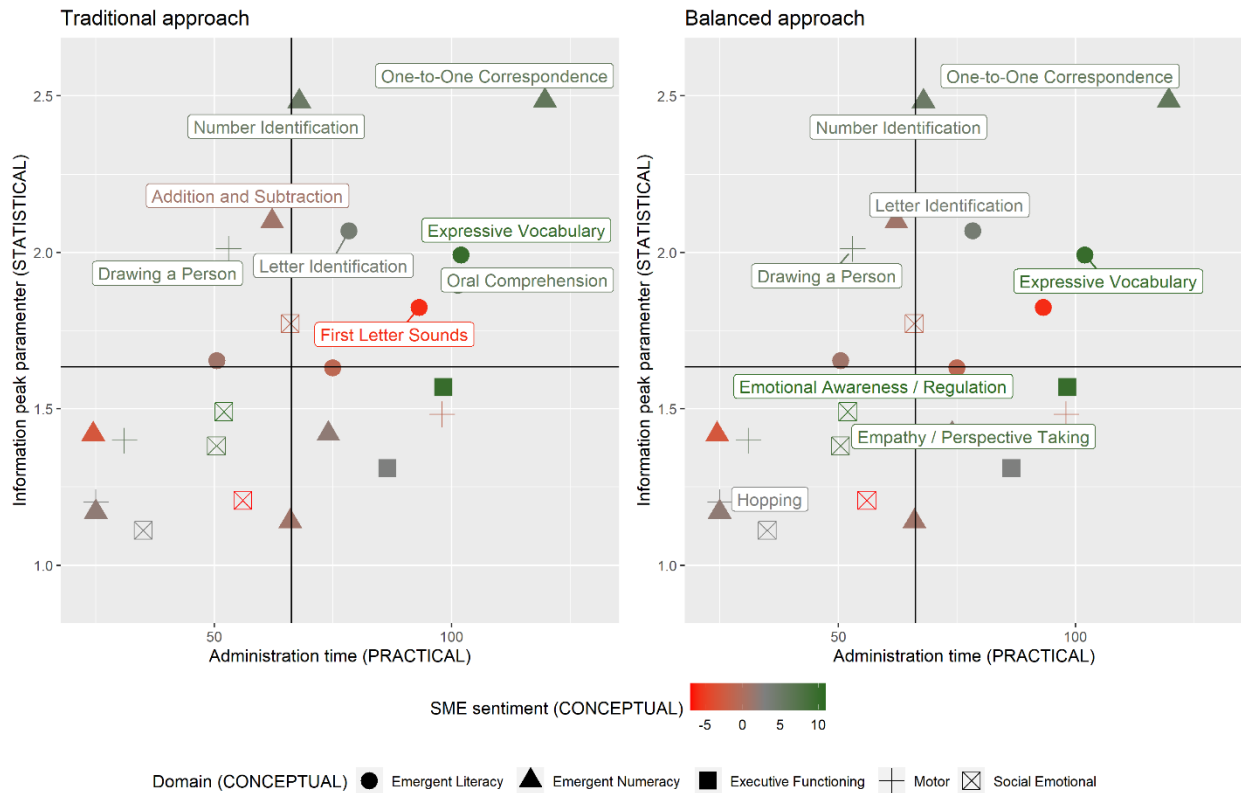 Traditional approach
Balanced approach
Information peak paramenter (STATISTICAL)
2.5
2.0
1.5
1.0
One-to-One Correspondence
Number Identification
Addition and Subtraction
Expressive Vocabulary
Drawing a Person
Letter Identification
Oral Comprehension
First Letter Sounds
50
100
Administration time (PRACTICAL)
Information peak paramenter (STATISTICAL)
2.5
2.0
1.5
1.0
One-to-One Correspondence
Number Identification
Letter Identification
Drawing a Person
Expressive Vocabulary
Emotional Awareness / Regulation
Empathy / Perspective Taking
Hopping
50
100
Administration time (PRACTICAL)
SME sentiment (CONCEPTUAL)
-5 0 5 10
Domain (CONCEPTUAL) Emergent Literacy Emergent Numeracy Executive Functioning Motor Social Emotional